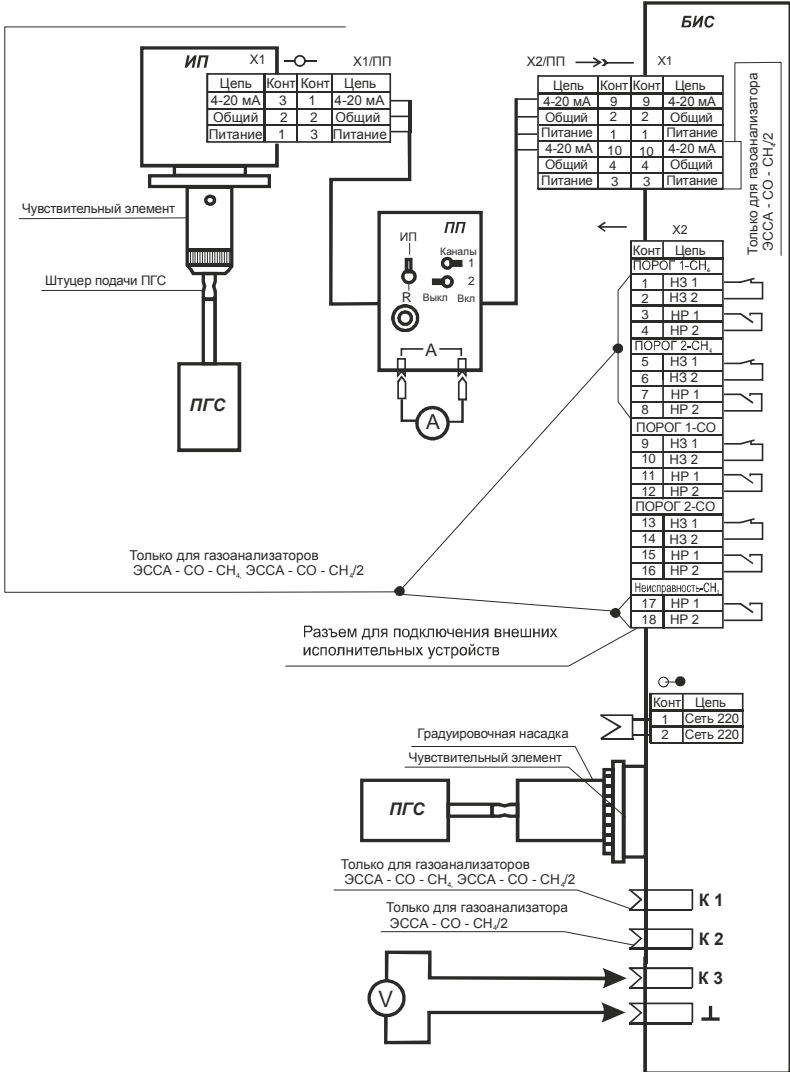 БИС
ИП
X1
X1/ПП
Цепь Конт Конт Цепь
4-20 мА 3 1 4-20 мА
Общий 2 2 Общий
Питание 1 3 Питание
X2/ПП
X1
Цепь Конт Конт Цепь
4-20 мА 9 9 4-20 мА
Общий 2 2 Общий
Питание 1 1 Питание
4-20 мА 10 10 4-20 мА
Общий 4 4 Общий
Питание 3 3 Питание
Только для газоанализатора
ЭССА - СО - СН₄/2
Чувствительный элемент
Штуцер подачи ПГС
ПГС
ПП
ИП
Каналы
1
2
R
Выкл
Вкл
А
А
X2
Конт Цепь
ПОРОГ 1-СН₄
1 НЗ 1
2 НЗ 2
3 НР 1
4 НР 2
ПОРОГ 2-СН₄
5 НЗ 1
6 НЗ 2
7 НР 1
8 НР 2
ПОРОГ 1-СО
9 НЗ 1
10 НЗ 2
11 НР 1
12 НР 2
ПОРОГ 2-СО
13 НЗ 1
14 НЗ 2
15 НР 1
16 НР 2
Неисправность-СН₄
17 НР 1
18 НР 2
Только для газоанализаторов
ЭССА - СО - СН₄, ЭССА - СО - СН₄/2
Разъем для подключения внешних
исполнительных устройств
Конт Цепь
1 Сеть 220
2 Сеть 220
Градуировочная насадка
Чувствительный элемент
ПГС
Только для газоанализаторов
ЭССА - СО - СН₄, ЭССА - СО - СН₄/2
К 1
Только для газоанализатора
ЭССА - СО - СН₄/2
К 2
К 3
V